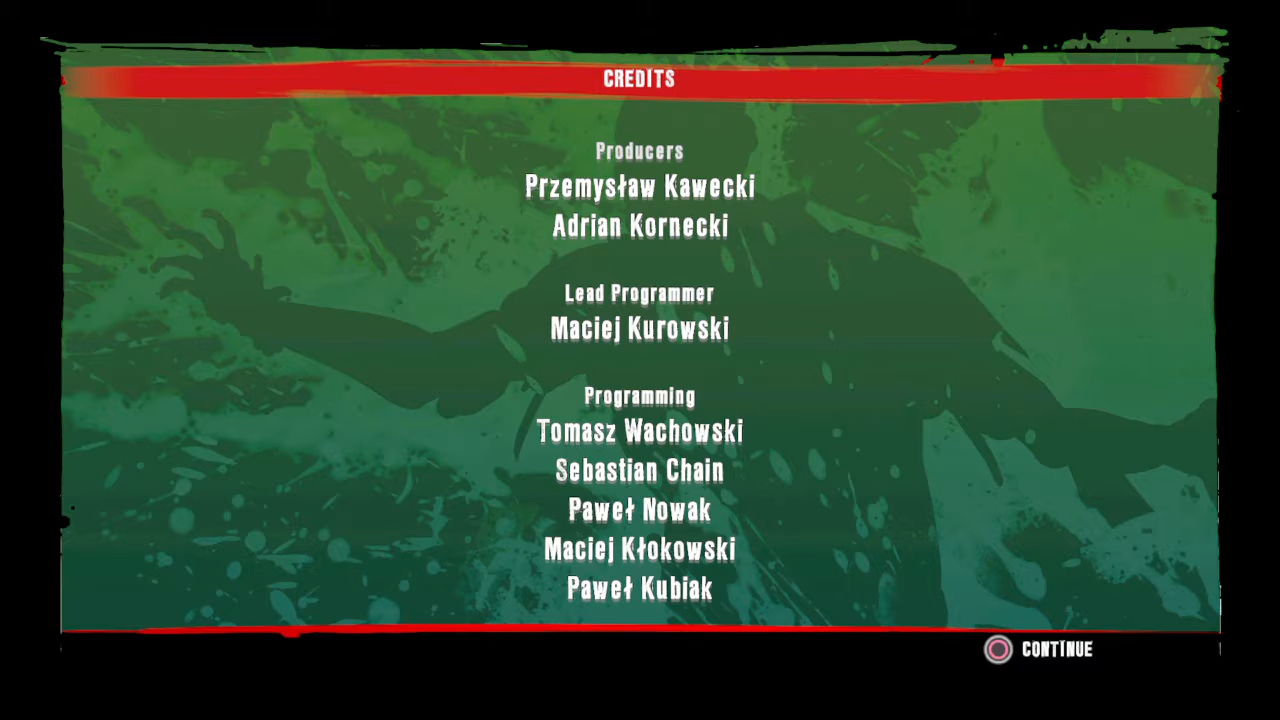 CREDITS
Producers
Przemysław Kawecki
Adrian Kornecki
Lead Programmer
Maciej Kurowski
Programming
Tomasz Wachowski
Sebastian Chain
Paweł Nowak
Maciej Kłokowski
Paweł Kubiak
CONTINUE